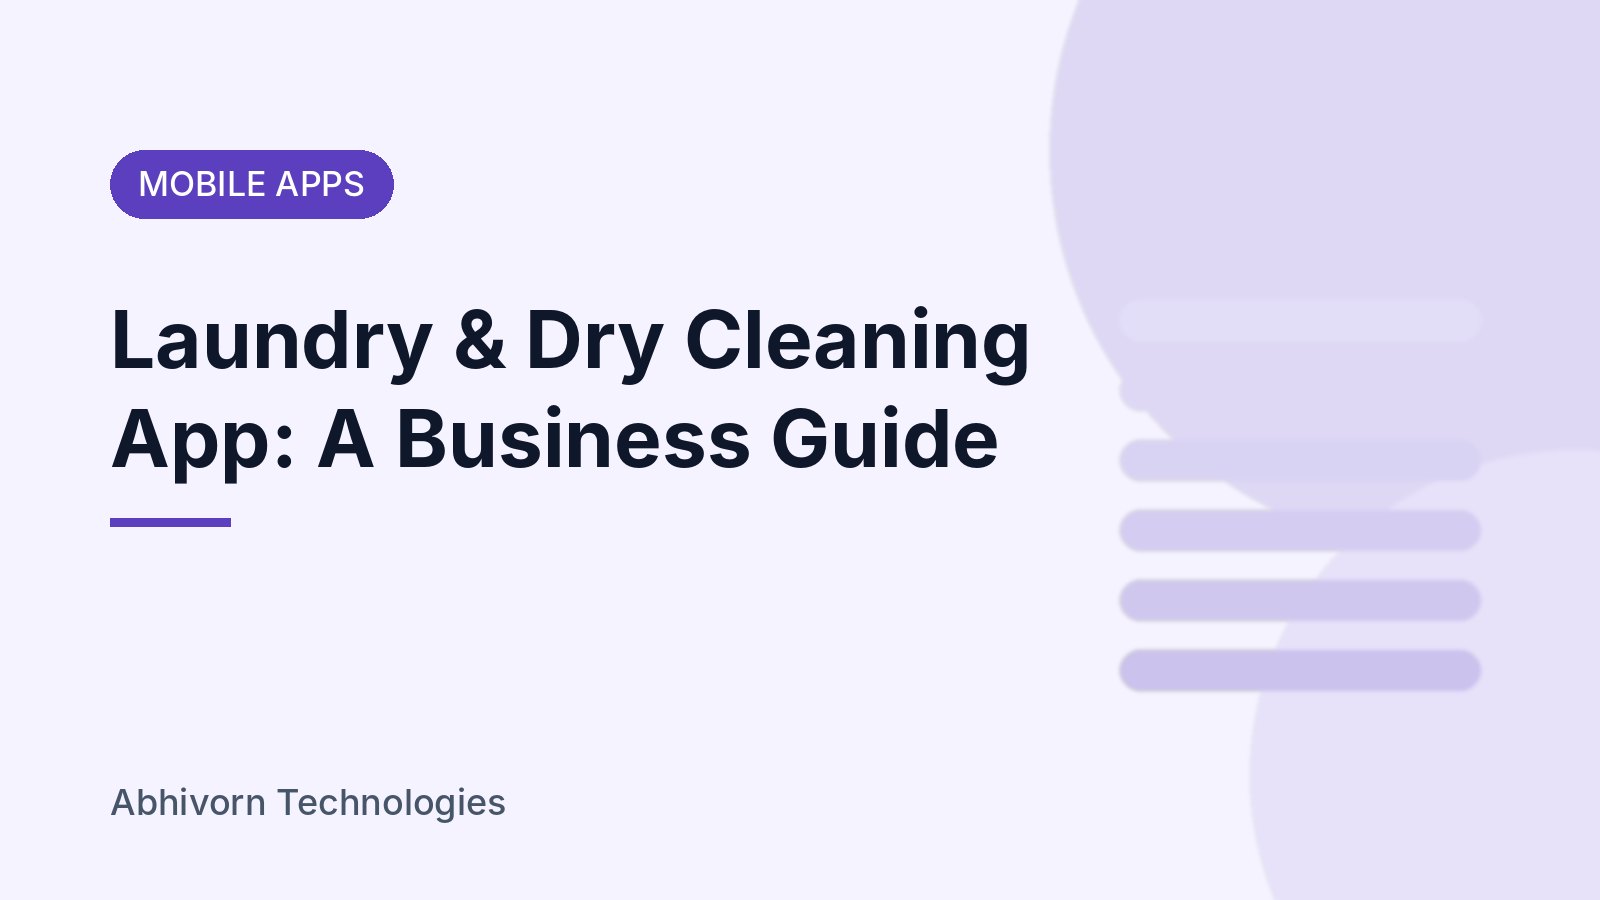 MOBILE APPS
Laundry & Dry Cleaning
App: A Business Guide
Abhivorn Technologies